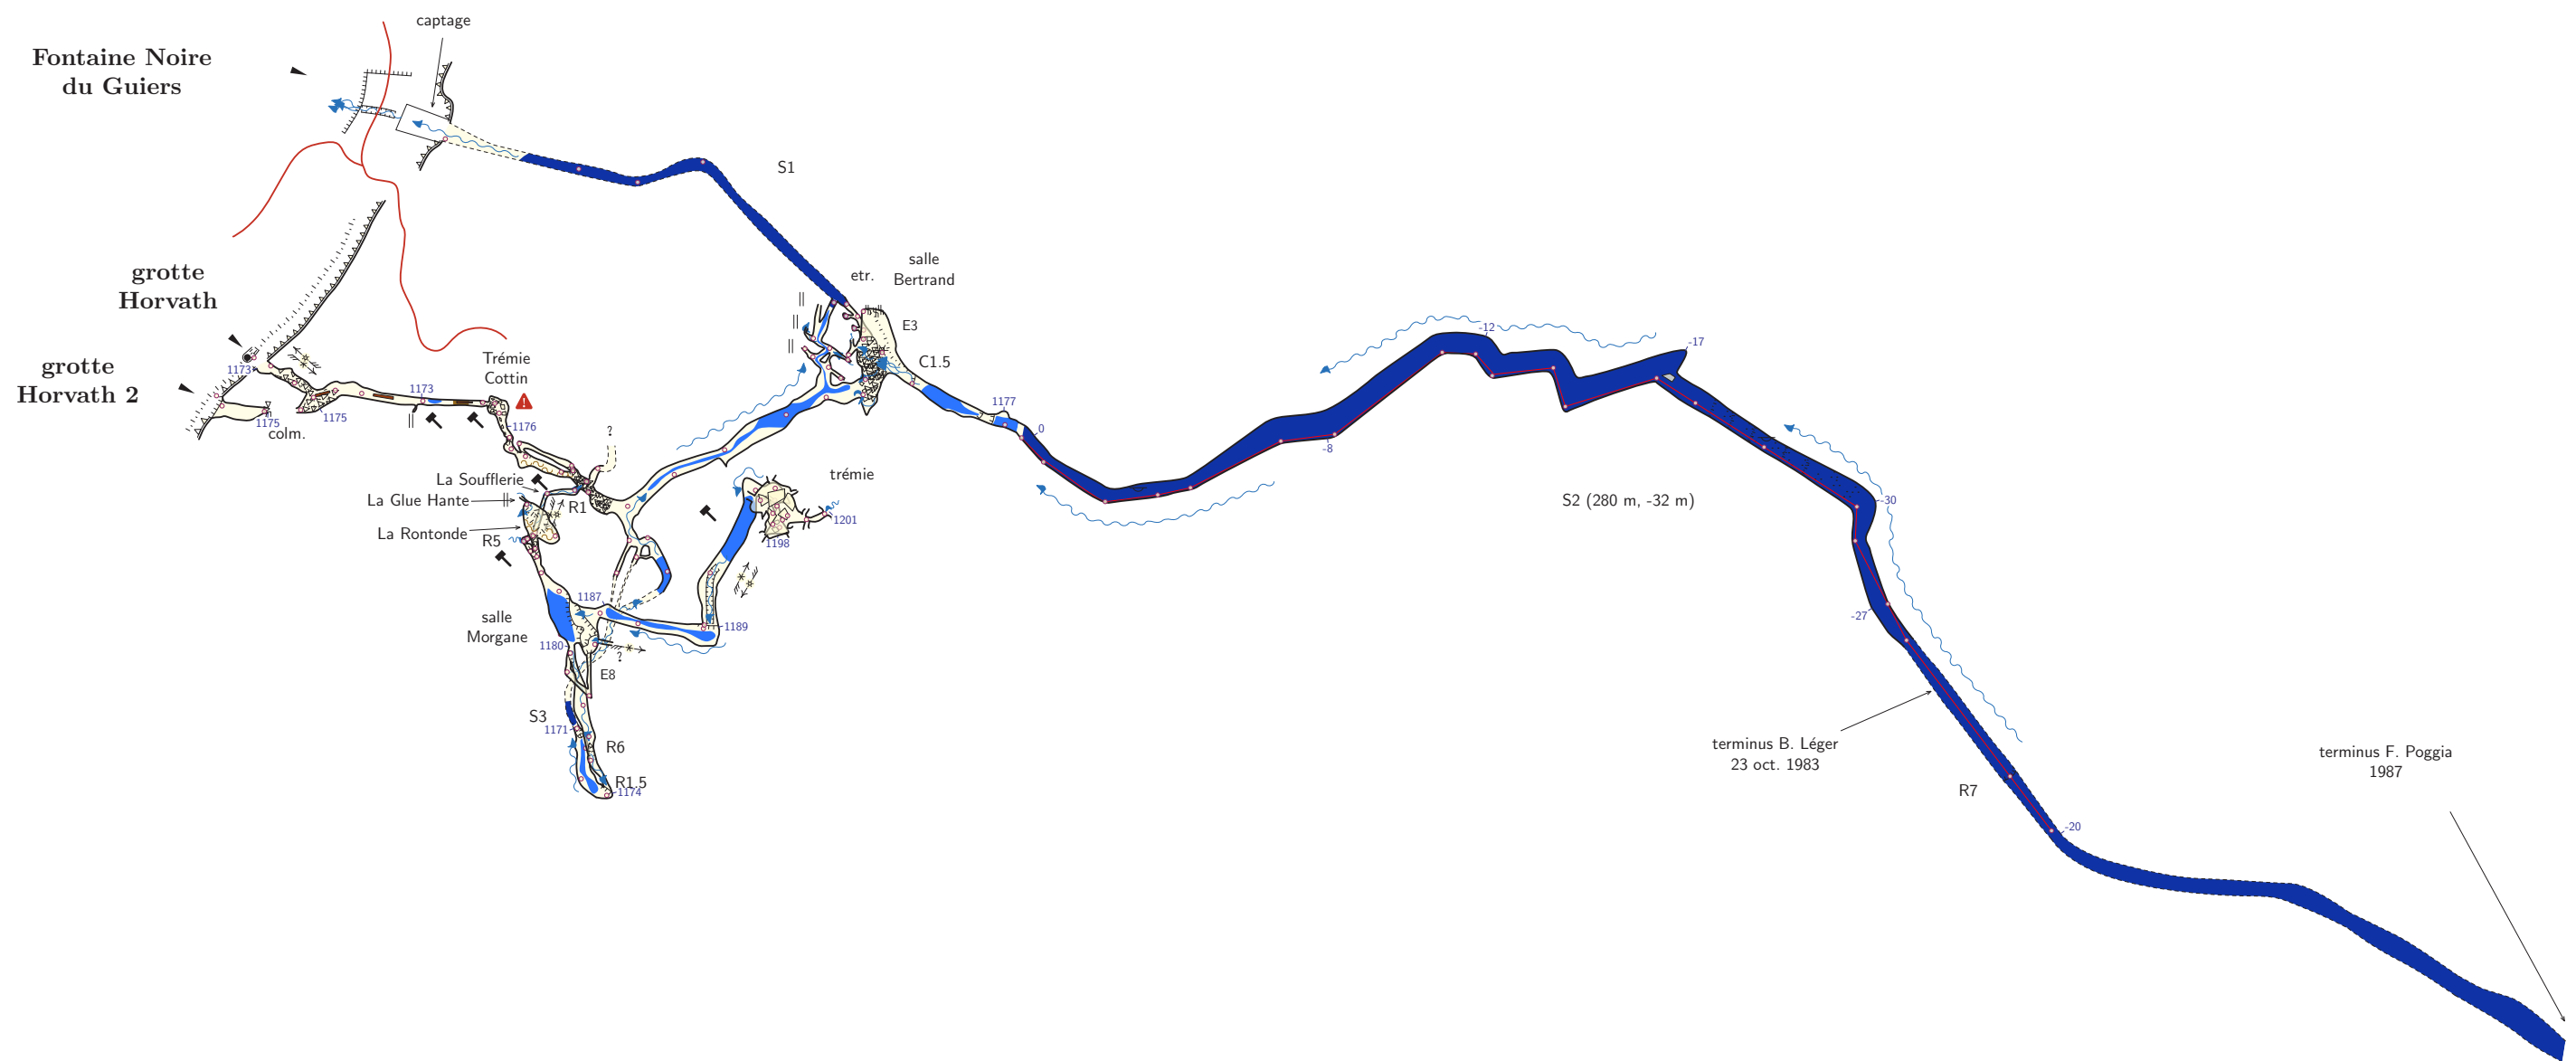 captage
Fontaine Noire
du Guiers
S1
grotte
Horvath
etr.
salle
Bertrand
E3
C1.5
grotte
Horvath 2
1173
1175
colm.
1175
1173
Trémie
Cottin
1176
?
1177
0
-8
-12
-17
S2 (280 m, -32 m)
-30
-27
La Soufflerie
La Glue Hante
La Rontonde
R1
R5
trémie
1201
1198
1187
1189
salle
Morgane
1180
?
E8
S3
1171
R6
R1.5
1174
terminus B. Léger
23 oct. 1983
R7
-20
terminus F. Poggia
1987